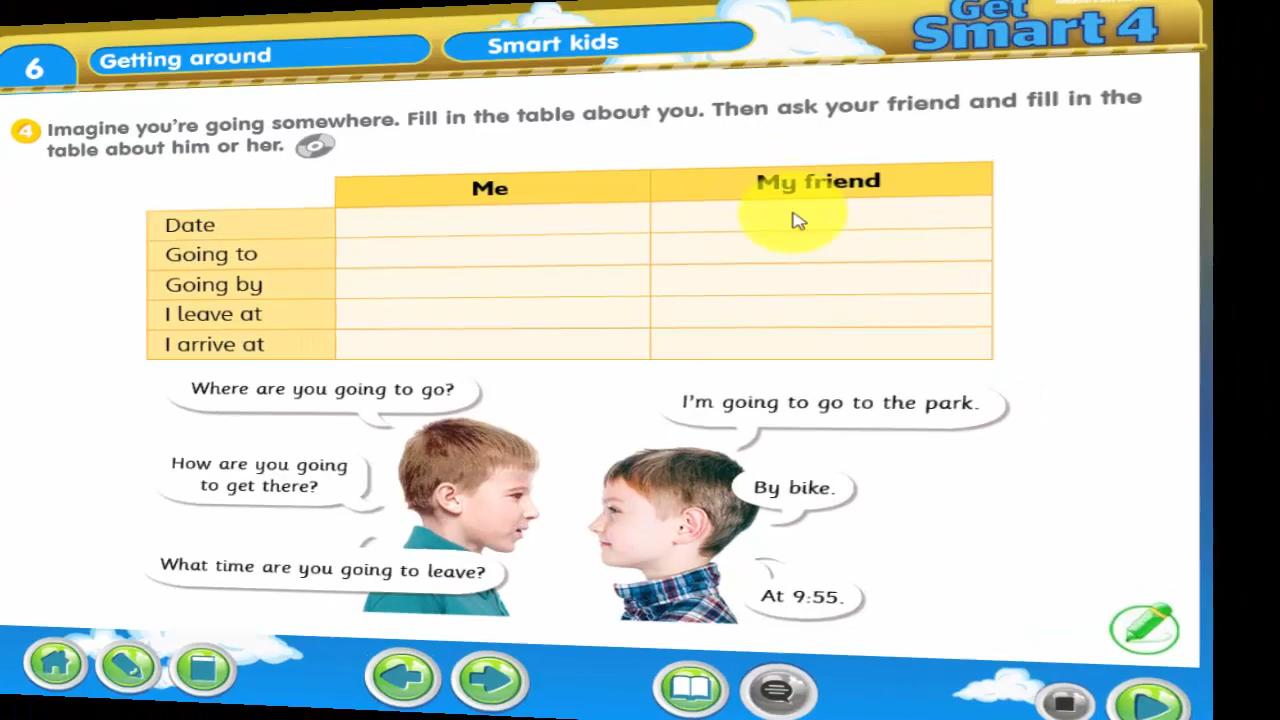 Get
Smart 4
6
Getting around
Smart kids
4 Imagine you're going somewhere. Fill in the table about you. Then ask your friend and fill in the
table about him or her.
Me
My friend
Date
Going to
Going by
I leave at
I arrive at
Where are you going to go?
I'm going to go to the park.
How are you going
to get there?
By bike.
What time are you going to leave?
At 9:55.